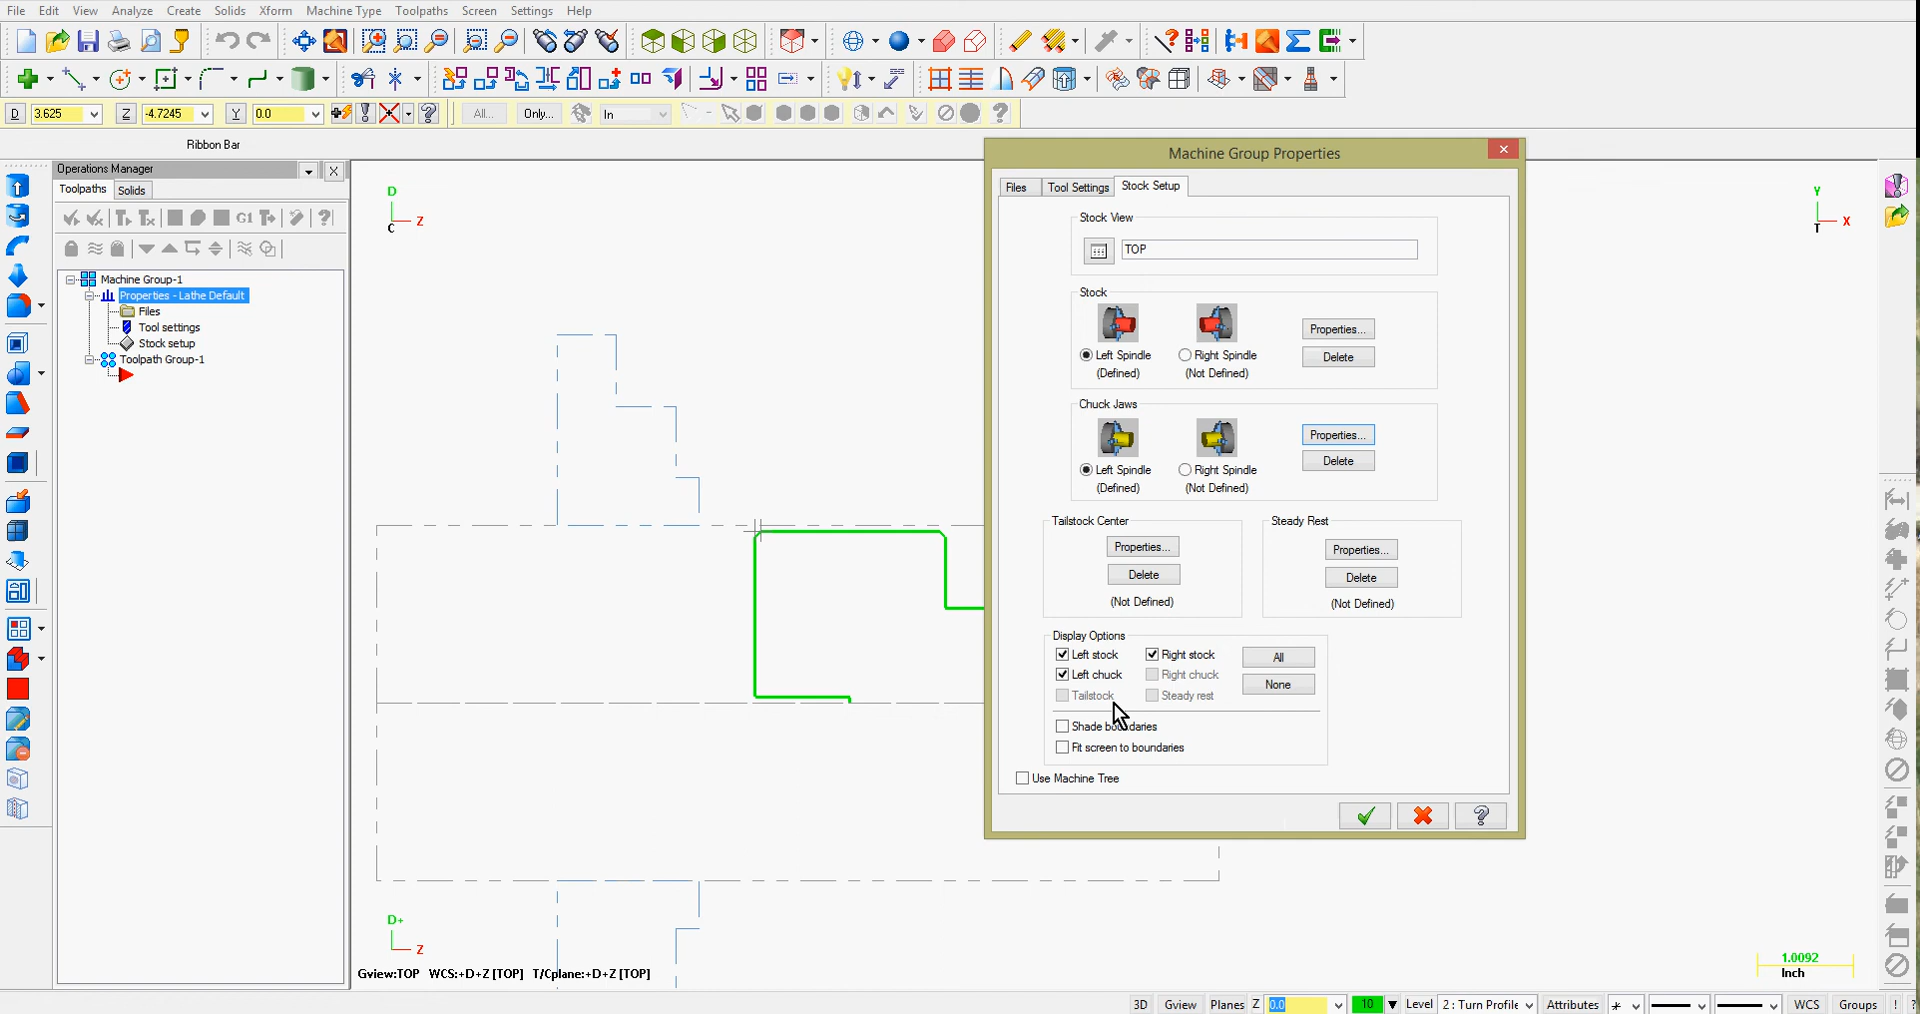 File Edit View Analyze Create Solids Xform Machine Type Toolpaths Screen Settings Help
D 3.625 Z -4.7245 Y 0.0 All... Only... In
Ribbon Bar
Operations Manager
Toolpaths Solids
G1
Machine Group-1
Properties - Lathe Default
Files
Tool settings
Stock setup
Toolpath Group-1
D
Z
C
Y
X
T
Machine Group Properties
Files Tool Settings Stock Setup
Stock View
TOP
Stock
Left Spindle Right Spindle
(Defined) (Not Defined)
Properties...
Delete
Chuck Jaws
Left Spindle Right Spindle
(Defined) (Not Defined)
Properties...
Delete
Tailstock Center
Properties...
Delete
(Not Defined)
Steady Rest
Properties...
Delete
(Not Defined)
Display Options
Left stock Right stock All
Left chuck Right chuck None
Tailstock Steady rest
Shade boundaries
Fit screen to boundaries
Use Machine Tree
D+
Z
Gview:TOP WCS:+D+Z [TOP] T/Cplane:+D+Z [TOP]
1.0092
Inch
3D Gview Planes Z 0.0 10 Level 2 : Turn Profile Attributes WCS Groups ! ?